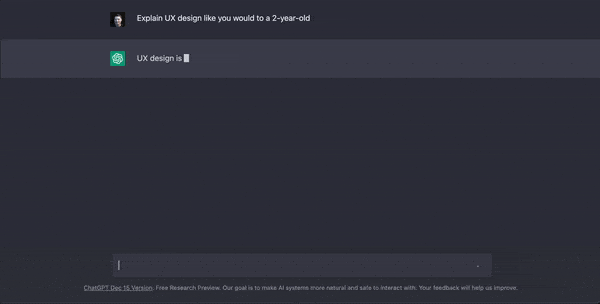 Explain UX design like you would to a 2-year-old
UX design is
ChatGPT Dec 15 Version. Free Research Preview. Our goal is to make AI systems more natural and safe to interact with. Your feedback will help us improve.